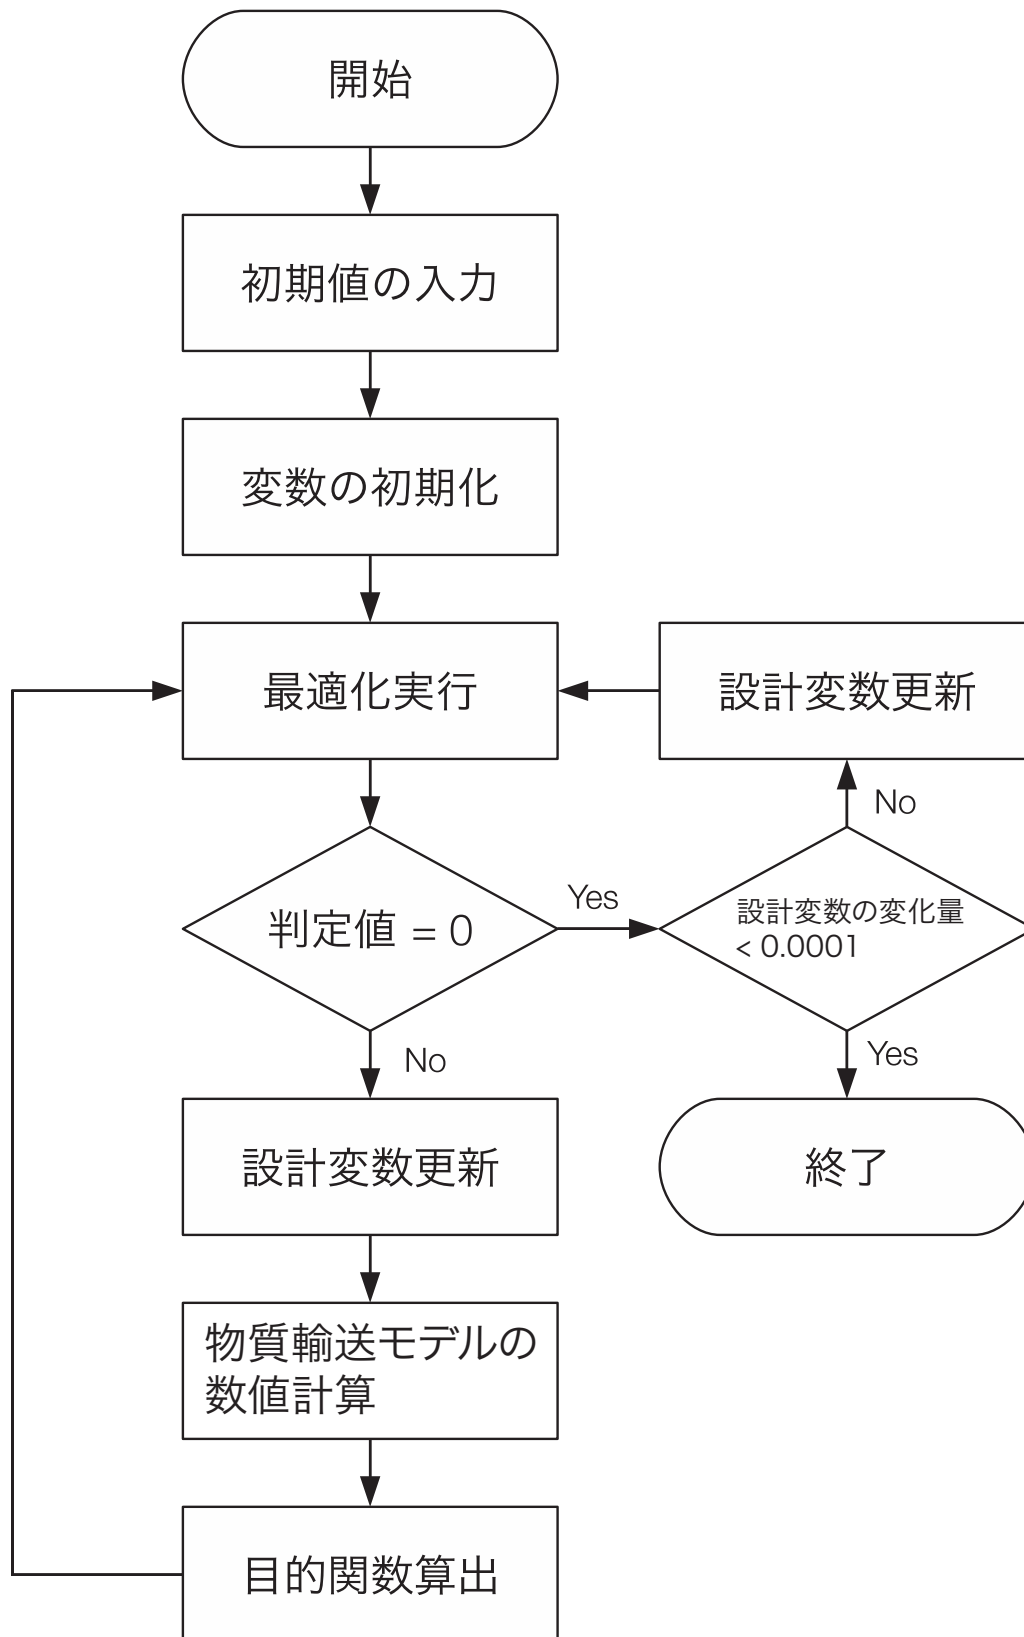 開始
初期値の入力
変数の初期化
最適化実行
設計変数更新
No
判定値 = 0
Yes
設計変数の変化量
< 0.0001
No
Yes
設計変数更新
終了
物質輸送モデルの
数値計算
目的関数算出